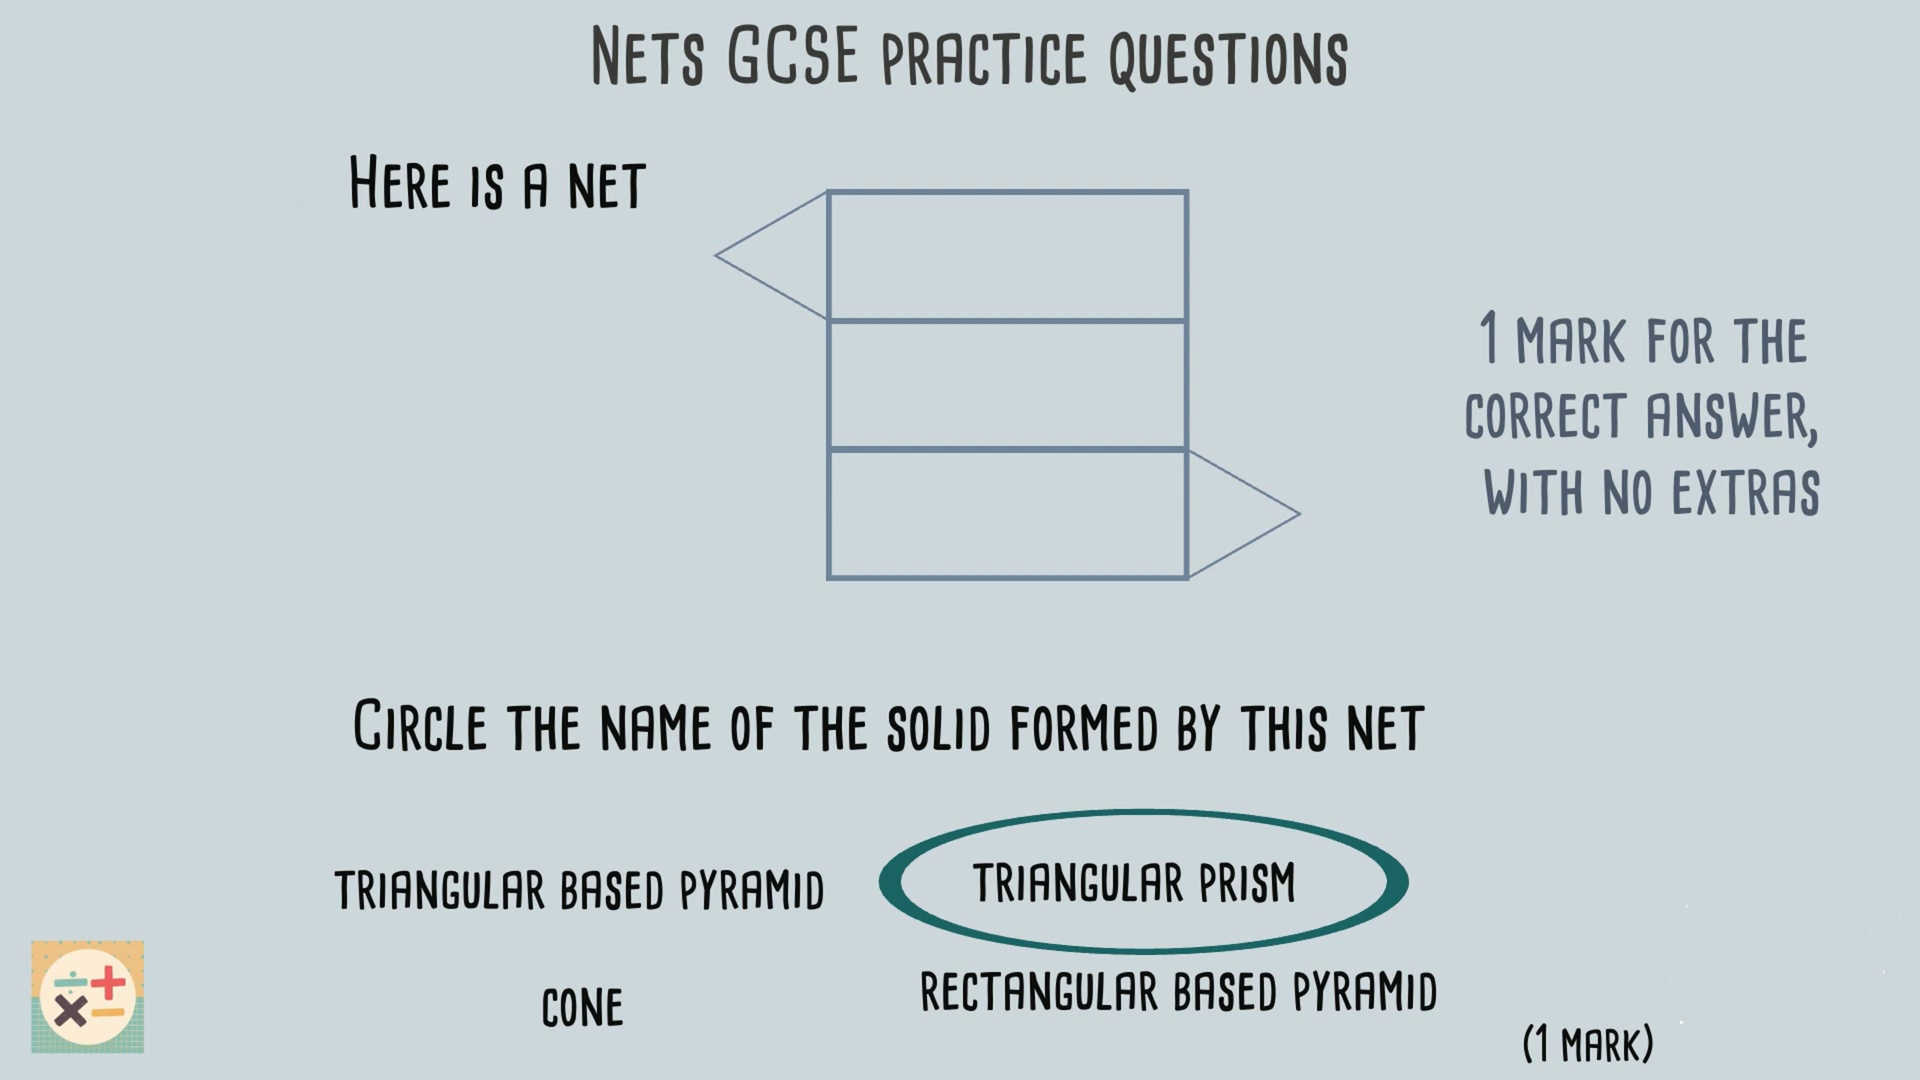 Nets GCSE practice questions
Here is a net
1 mark for the
correct answer,
with no extras
Circle the name of the solid formed by this net
triangular based pyramid
triangular prism
cone
rectangular based pyramid
(1 mark)